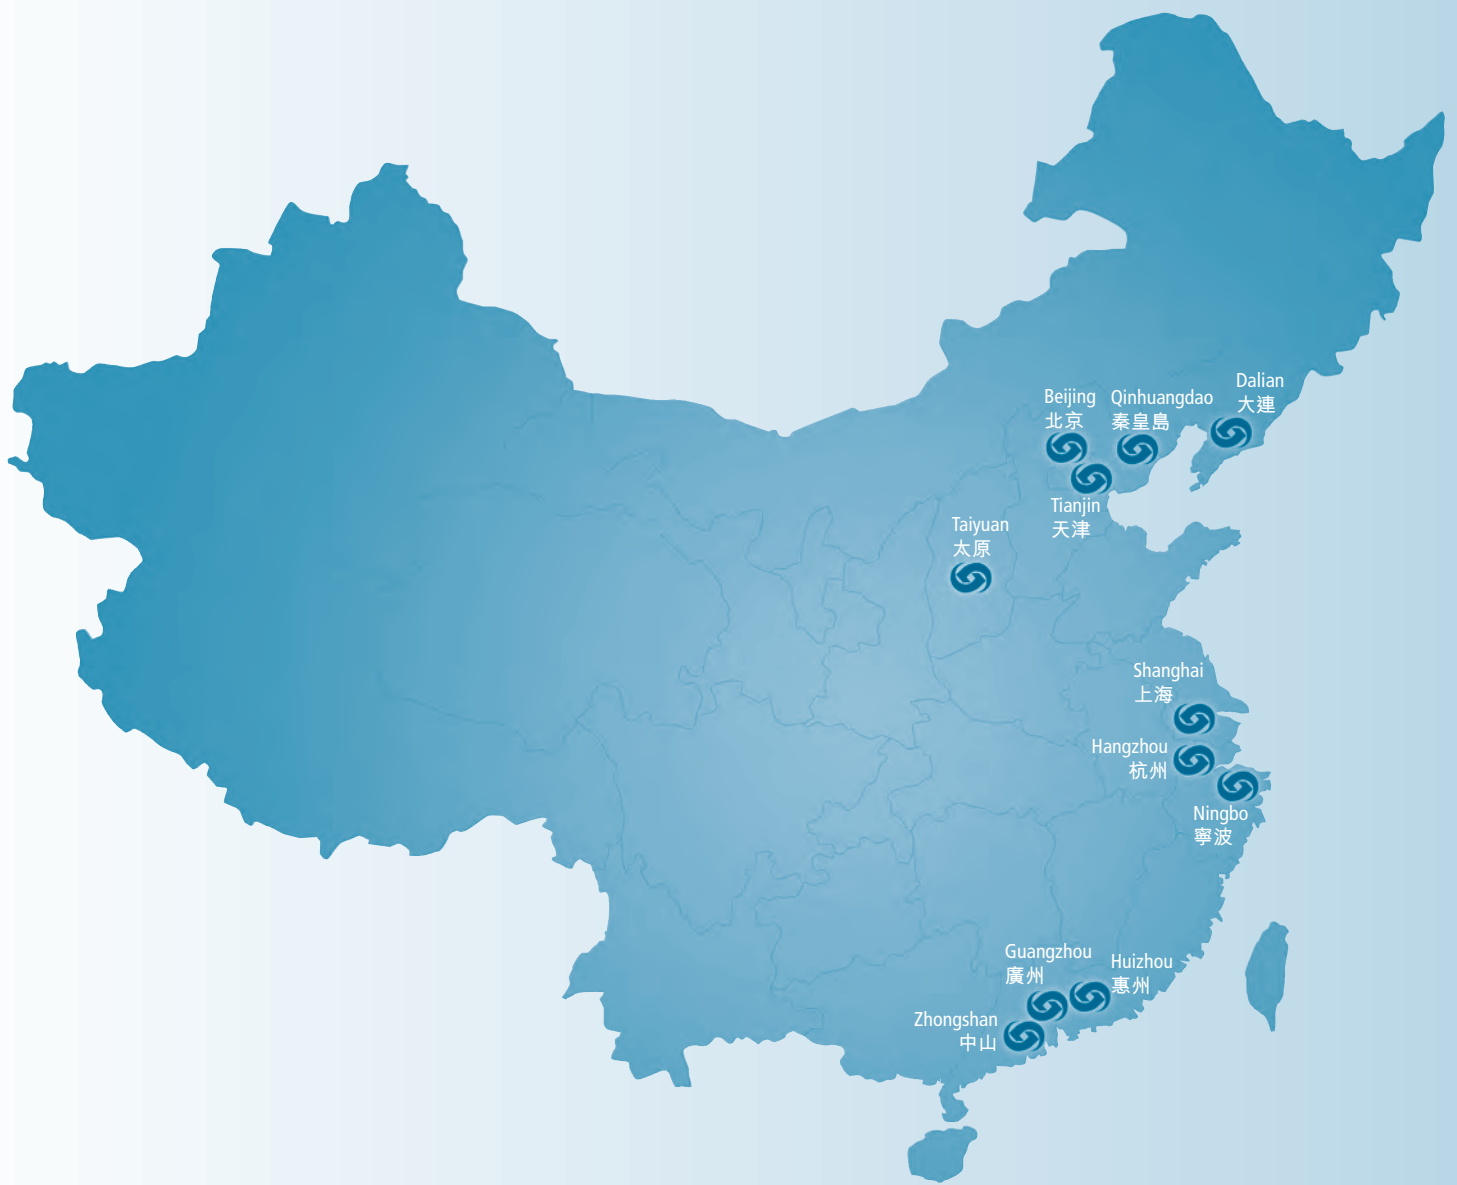 Dalian
大連
Beijing
北京
Qinhuangdao
秦皇島
Tianjin
天津
Taiyuan
太原
Shanghai
上海
Hangzhou
杭州
Ningbo
寧波
Guangzhou
廣州
Huizhou
惠州
Zhongshan
中山